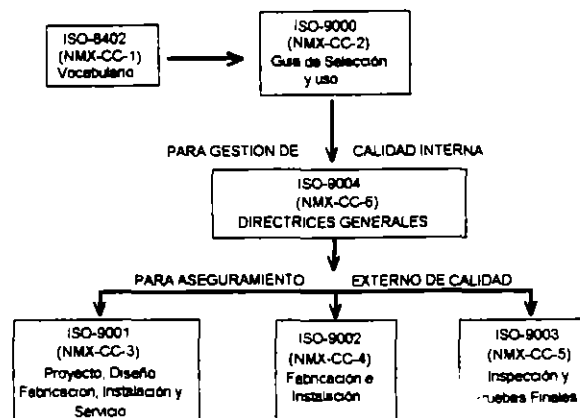 ISO-8402
(NMX-CC-1)
Vocabulario
ISO-9000
(NMX-CC-2)
Guia de Selección
y uso
PARA GESTION DE CALIDAD INTERNA
ISO-9004
(NMX-CC-6)
DIRECTRICES GENERALES
PARA ASEGURAMIENTO EXTERNO DE CALIDAD
ISO-9001
(NMX-CC-3)
Proyecto, Diseño
Fabricacion, Instalación y
Servicio
ISO-9002
(NMX-CC-4)
Fabricación e
Instalación
ISO-9003
(NMX-CC-5)
Inspección y
ruebas Finales